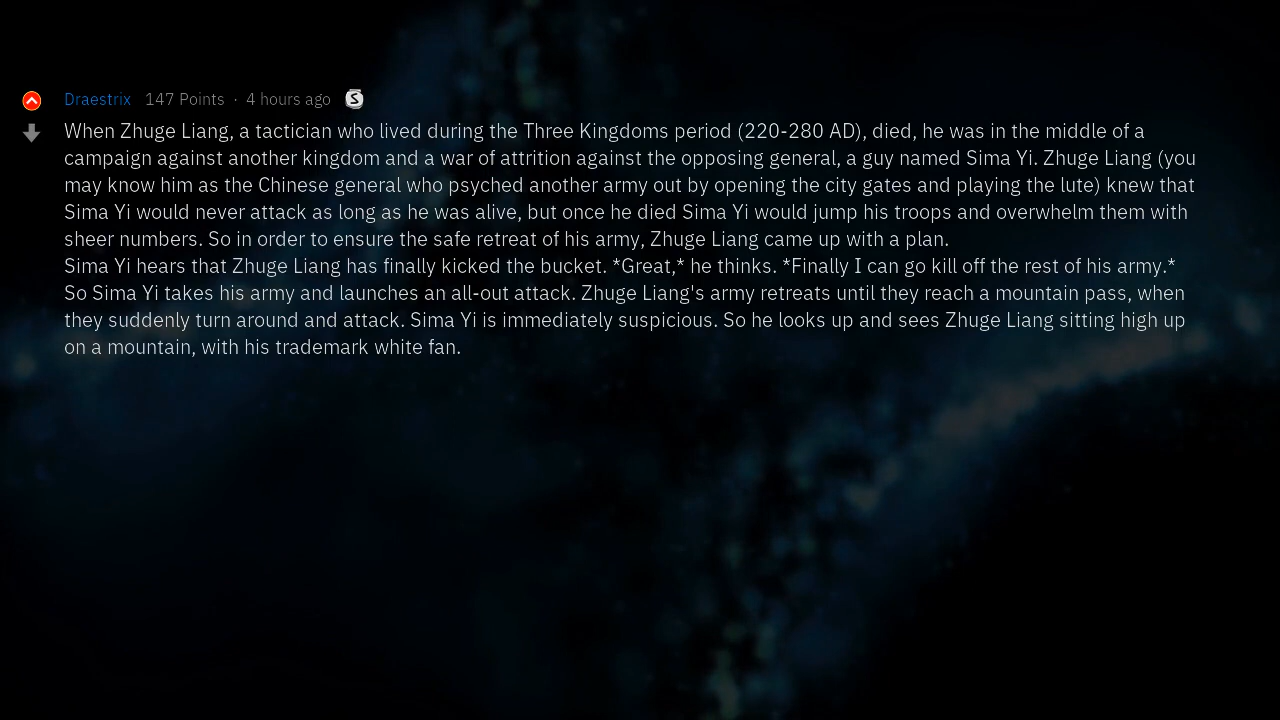 Draestrix 147 Points · 4 hours ago S
When Zhuge Liang, a tactician who lived during the Three Kingdoms period (220-280 AD), died, he was in the middle of a
campaign against another kingdom and a war of attrition against the opposing general, a guy named Sima Yi. Zhuge Liang (you
may know him as the Chinese general who psyched another army out by opening the city gates and playing the lute) knew that
Sima Yi would never attack as long as he was alive, but once he died Sima Yi would jump his troops and overwhelm them with
sheer numbers. So in order to ensure the safe retreat of his army, Zhuge Liang came up with a plan.
Sima Yi hears that Zhuge Liang has finally kicked the bucket. *Great,* he thinks. *Finally I can go kill off the rest of his army.*
So Sima Yi takes his army and launches an all-out attack. Zhuge Liang's army retreats until they reach a mountain pass, when
they suddenly turn around and attack. Sima Yi is immediately suspicious. So he looks up and sees Zhuge Liang sitting high up
on a mountain, with his trademark white fan.